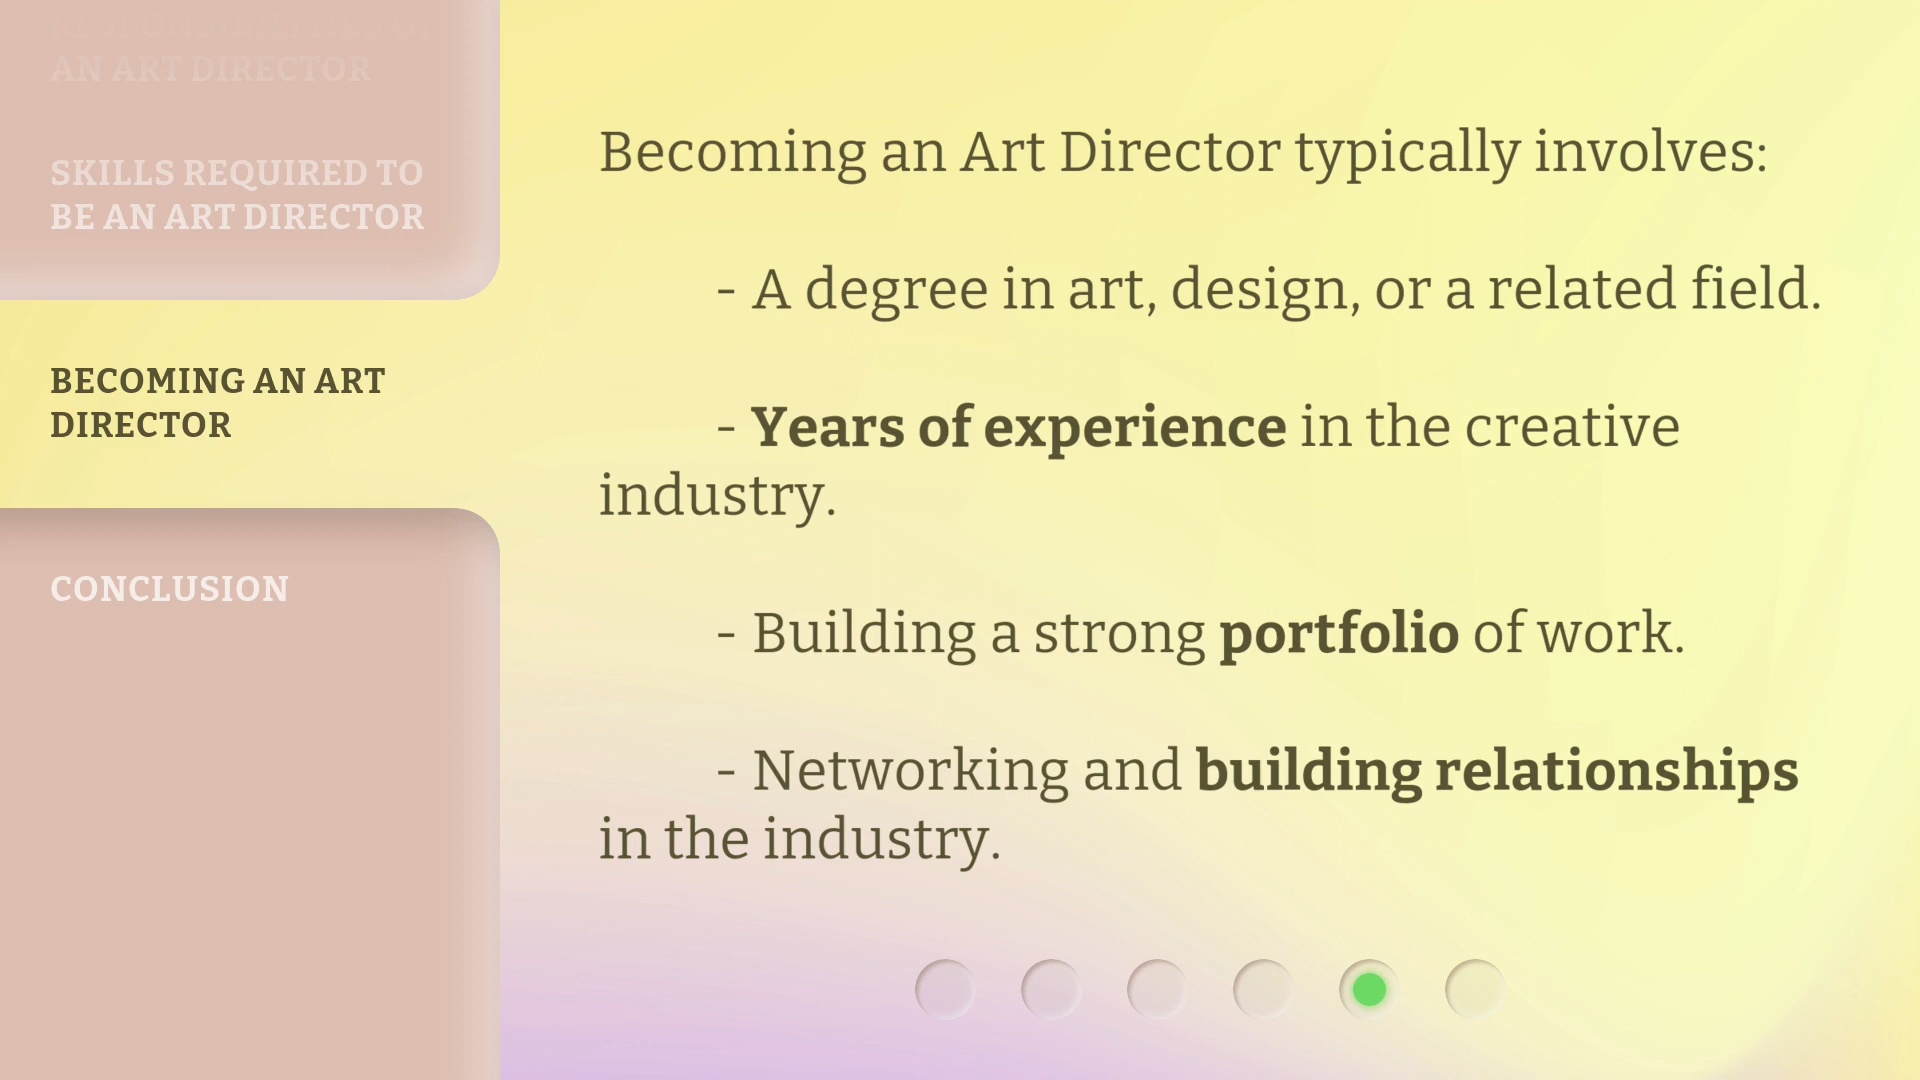 RESPONSIBILITIES OF
AN ART DIRECTOR
SKILLS REQUIRED TO
BE AN ART DIRECTOR
BECOMING AN ART
DIRECTOR
CONCLUSION
Becoming an Art Director typically involves:
- A degree in art, design, or a related field.
- Years of experience in the creative
industry.
- Building a strong portfolio of work.
- Networking and building relationships
in the industry.